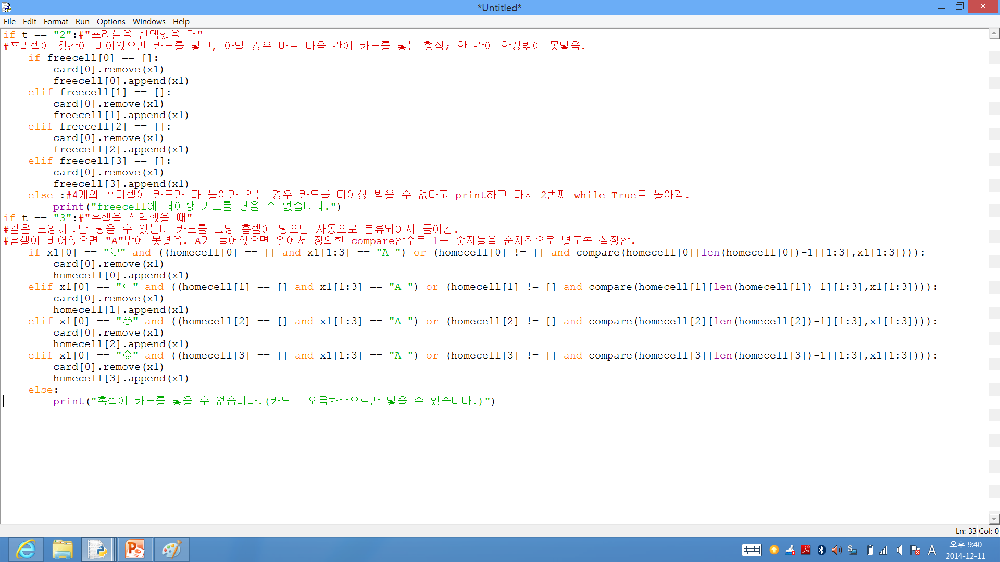 *Untitled*
File Edit Format Run Options Windows Help
if t == "2":#"프리셀을 선택했을 때"
#프리셀에 첫칸이 비어있으면 카드를 넣고, 아닐 경우 바로 다음 칸에 카드를 넣는 형식; 한 칸에 한장밖에 못넣음.
    if freecell[0] == []:
        card[0].remove(x1)
        freecell[0].append(x1)
    elif freecell[1] == []:
        card[0].remove(x1)
        freecell[1].append(x1)
    elif freecell[2] == []:
        card[0].remove(x1)
        freecell[2].append(x1)
    elif freecell[3] == []:
        card[0].remove(x1)
        freecell[3].append(x1)
    else :#4개의 프리셀에 카드가 다 들어가 있는 경우 카드를 더이상 받을 수 없다고 print하고 다시 2번째 while True로 돌아감.
        print("freecell에 더이상 카드를 넣을 수 없습니다.")
if t == "3":#"홈셀을 선택했을 때"
#같은 모양끼리만 넣을 수 있는데 카드를 그냥 홈셀에 넣으면 자동으로 분류되어서 들어감.
#홈셀이 비어있으면 "A"밖에 못넣음. A가 들어있으면 위에서 정의한 compare함수로 1큰 숫자들을 순차적으로 넣도록 설정함.
    if x1[0] == "♡" and ((homecell[0] == [] and x1[1:3] == "A ") or (homecell[0] != [] and compare(homecell[0][len(homecell[0])-1][1:3],x1[1:3]))):
        card[0].remove(x1)
        homecell[0].append(x1)
    elif x1[0] == "◇" and ((homecell[1] == [] and x1[1:3] == "A ") or (homecell[1] != [] and compare(homecell[1][len(homecell[1])-1][1:3],x1[1:3]))):
        card[0].remove(x1)
        homecell[1].append(x1)
    elif x1[0] == "♧" and ((homecell[2] == [] and x1[1:3] == "A ") or (homecell[2] != [] and compare(homecell[2][len(homecell[2])-1][1:3],x1[1:3]))):
        card[0].remove(x1)
        homecell[2].append(x1)
    elif x1[0] == "♤" and ((homecell[3] == [] and x1[1:3] == "A ") or (homecell[3] != [] and compare(homecell[3][len(homecell[3])-1][1:3],x1[1:3]))):
        card[0].remove(x1)
        homecell[3].append(x1)
    else:
        print("홈셀에 카드를 넣을 수 없습니다.(카드는 오름차순으로만 넣을 수 있습니다.)")
Ln: 33 Col: 0
A
오후 9:40
2014-12-11